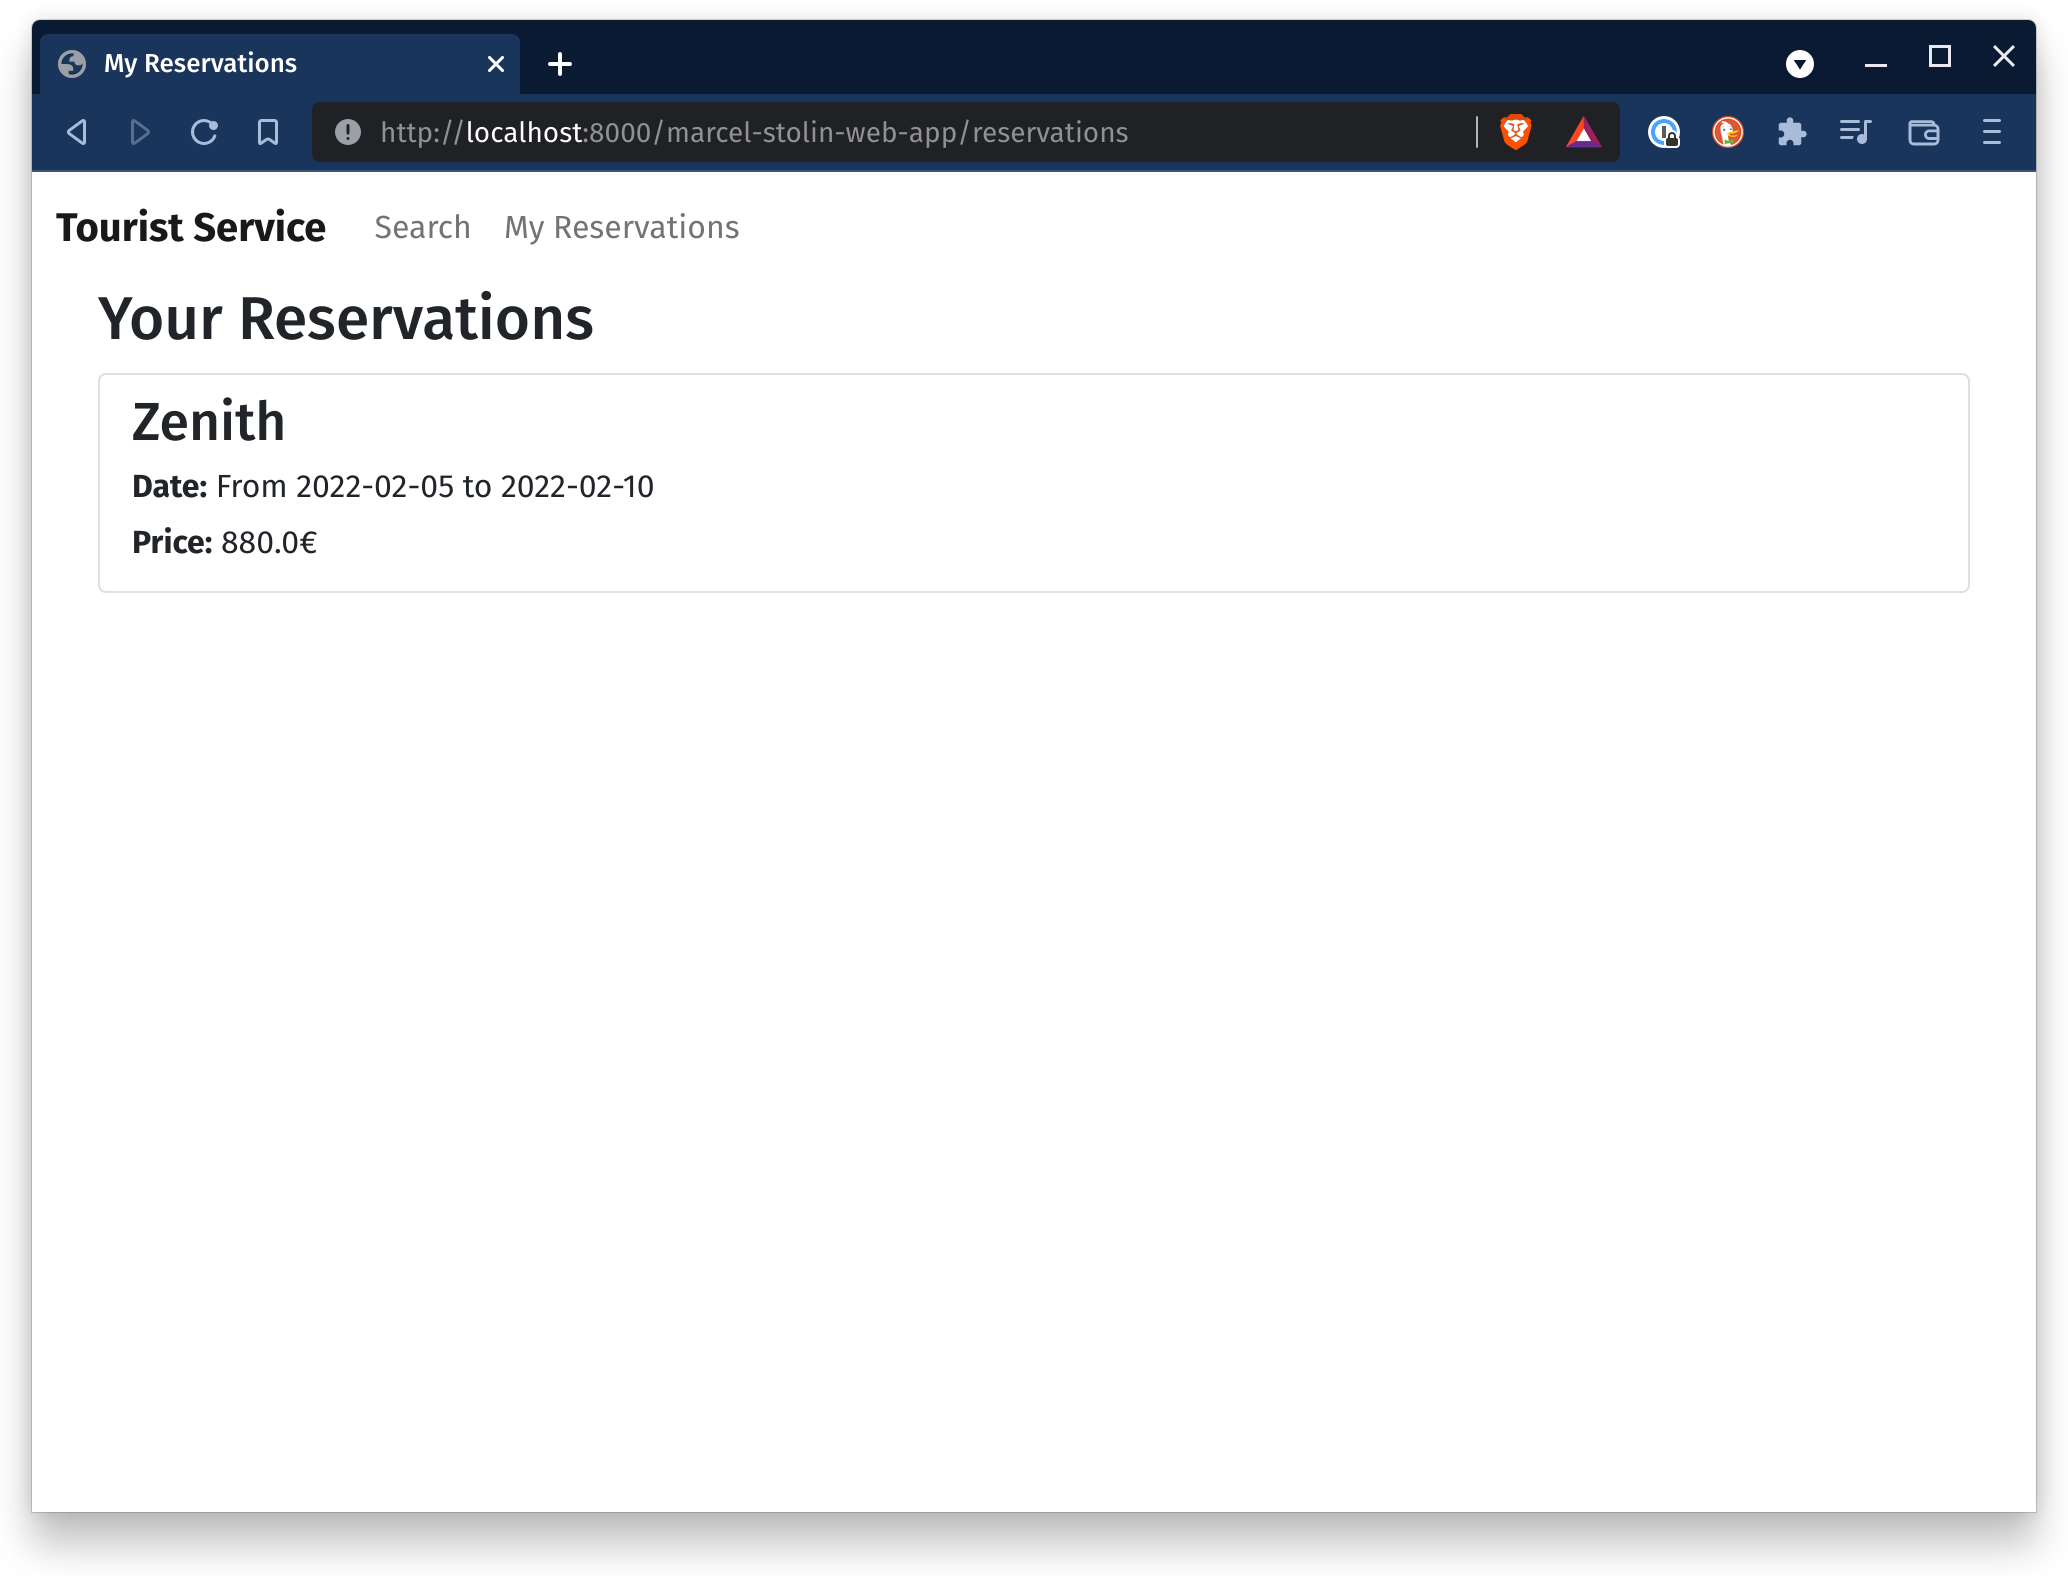 My Reservations
http://localhost:8000/marcel-stolin-web-app/reservations
Tourist Service Search My Reservations
Your Reservations
Zenith
Date: From 2022-02-05 to 2022-02-10
Price: 880.0€